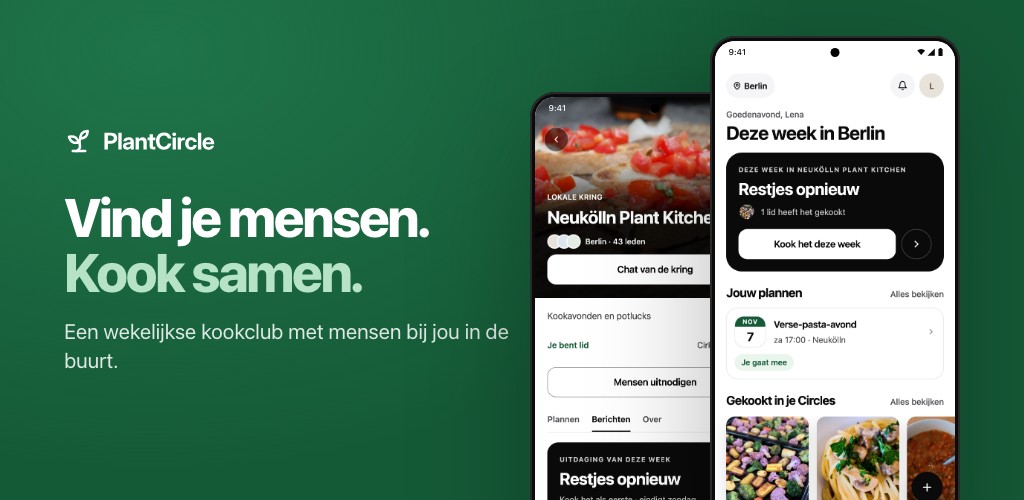 PlantCircle
Vind je mensen.
Kook samen.
Een wekelijkse kookclub met mensen bij jou in de
buurt.
9:41
LOKALE KRING
Neukölln Plant Kitche
Berlin · 43 leden
Chat van de kring
Kookavonden en potlucks
Je bent lid
Mensen uitnodigen
Plannen Berichten Over
UITDAGING VAN DEZE WEEK
Restjes opnieuw
9:41
Berlin
L
Goedenavond, Lena
Deze week in Berlin
DEZE WEEK IN NEUKÖLLN PLANT KITCHEN
Restjes opnieuw
1 lid heeft het gekookt
Kook het deze week
Jouw plannen Alles bekijken
NOV
7
Verse-pasta-avond
za 17:00 · Neukölln
Je gaat mee
Gekookt in je Circles Alles bekijken